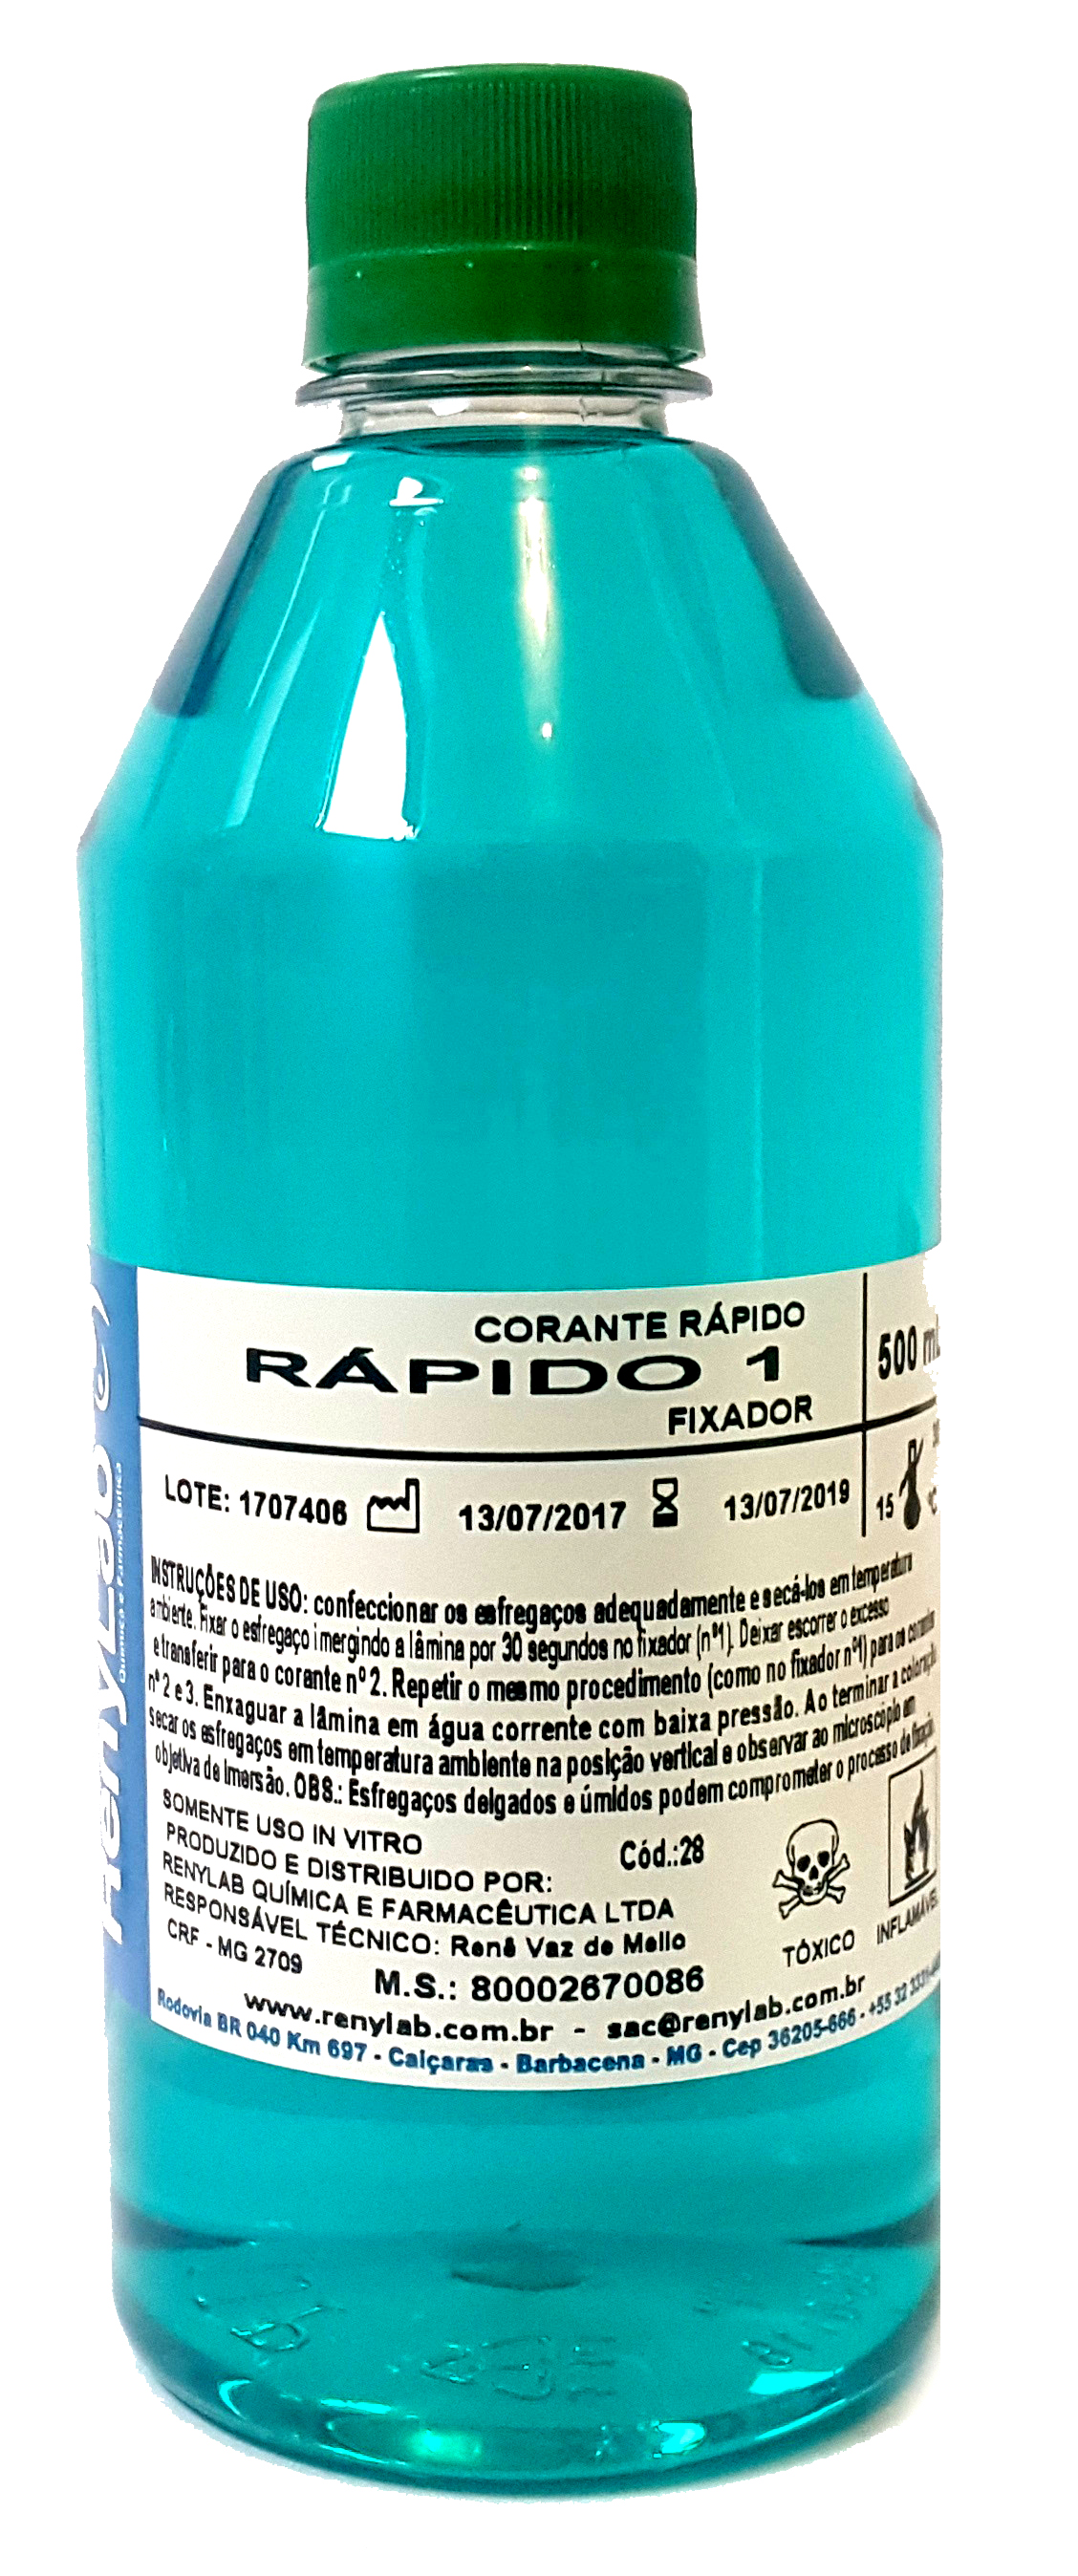 CORANTE RÁPIDO
RÁPIDO 1
FIXADOR
500 mL
LOTE: 1707406 13/07/2017 13/07/2019
15 °C
INSTRUÇÕES DE USO: confeccionar os esfregaços adequadamente e secá-los em temperatura
ambiente. Fixar o esfregaço imergindo a lâmina por 30 segundos no fixador (nº1). Deixar escorrer o excesso
e transferir para o corante nº 2. Repetir o mesmo procedimento (como no fixador nº1) para os corantes
nº 2 e 3. Enxaguar a lâmina em água corrente com baixa pressão. Ao terminar a coloração
secar os esfregaços em temperatura ambiente na posição vertical e observar ao microscópio em
objetiva de imersão. OBS.: Esfregaços delgados e úmidos podem comprometer o processo de fixação
SOMENTE USO IN VITRO
PRODUZIDO E DISTRIBUIDO POR:
Cód.:28
RENYLAB QUÍMICA E FARMACÊUTICA LTDA
RESPONSÁVEL TÉCNICO: Renê Vaz de Mello
CRF - MG 2709
M.S.: 80002670086
TÓXICO
INFLAMÁVEL
www.renylab.com.br - sac@renylab.com.br
Rodovia BR 040 Km 697 - Caiçaras - Barbacena - MG - Cep 36205-666 - +55 32
RenyLab
Química e Farmacêutica